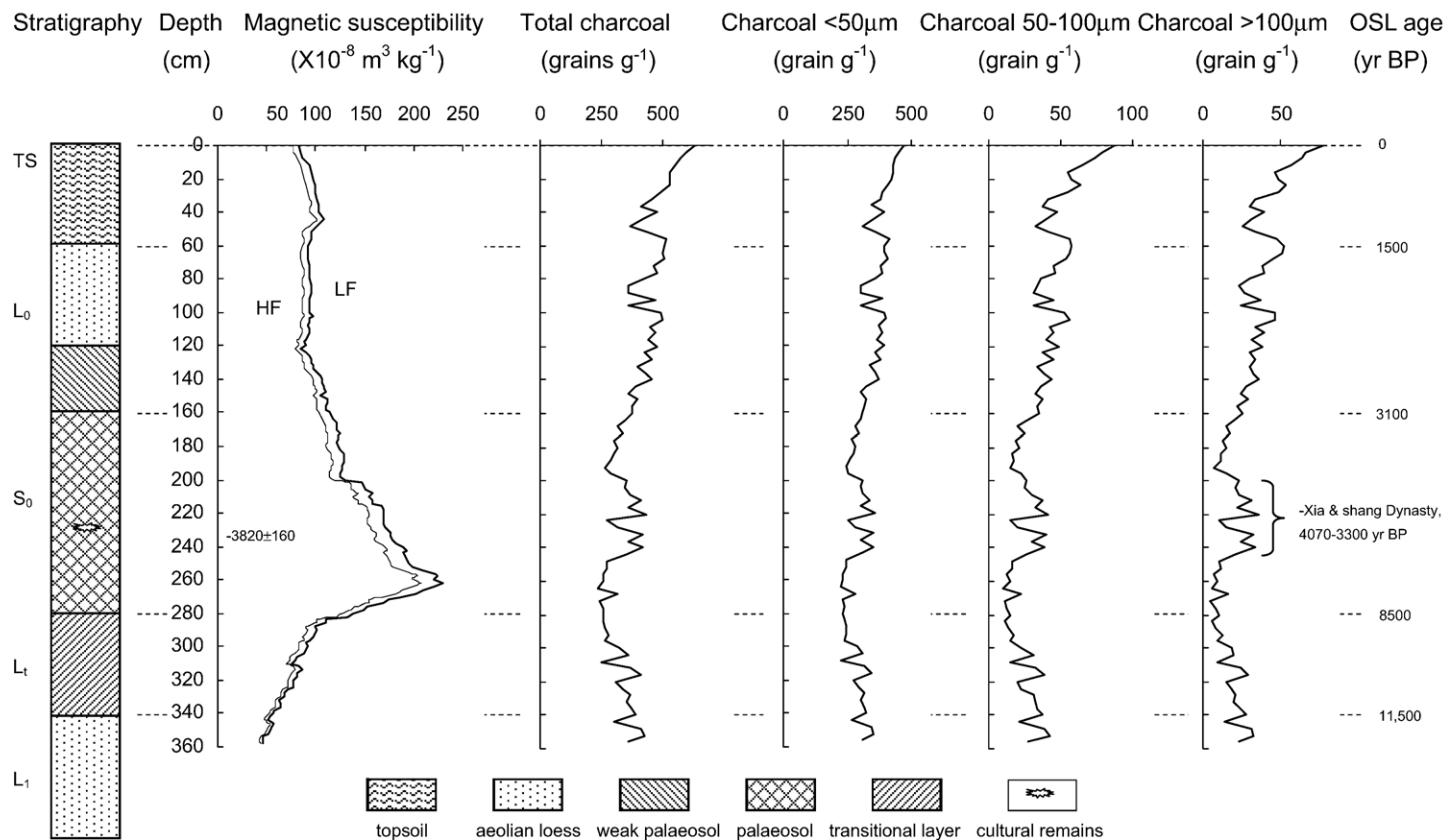 Stratigraphy Depth Magnetic susceptibility Total charcoal Charcoal <50μm Charcoal 50-100μm Charcoal >100μm OSL age
(cm) (X10⁻⁸ m³ kg⁻¹) (grains g⁻¹) (grain g⁻¹) (grain g⁻¹) (grain g⁻¹) (yr BP)
0 50 100 150 200 250 0 250 500 0 250 500 0 50 100 0 50
0 0
TS
20
40
60 1500
80
HF LF
L₀ 100
120
140
160 3100
180
200
S₀
-Xia & shang Dynasty,
220
-3820±160 4070-3300 yr BP
240
260
280 8500
300
Lₜ
320
340 11,500
360
L₁
topsoil aeolian loess weak palaeosol palaeosol transitional layer cultural remains